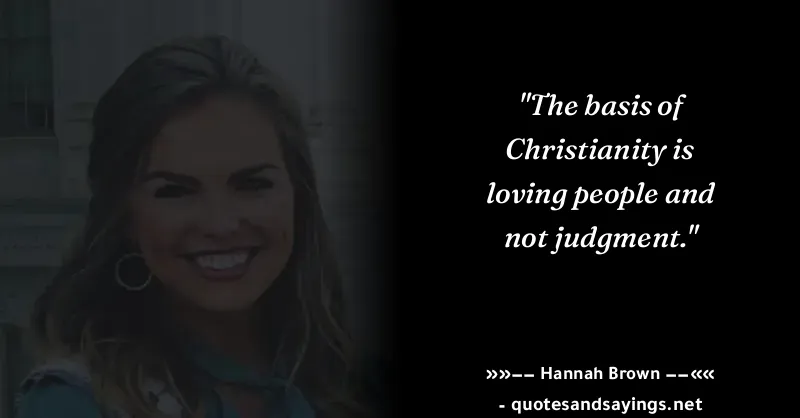 "The basis of
Christianity is
loving people and
not judgment."
»»−− Hannah Brown −−««
- quotesandsayings.net